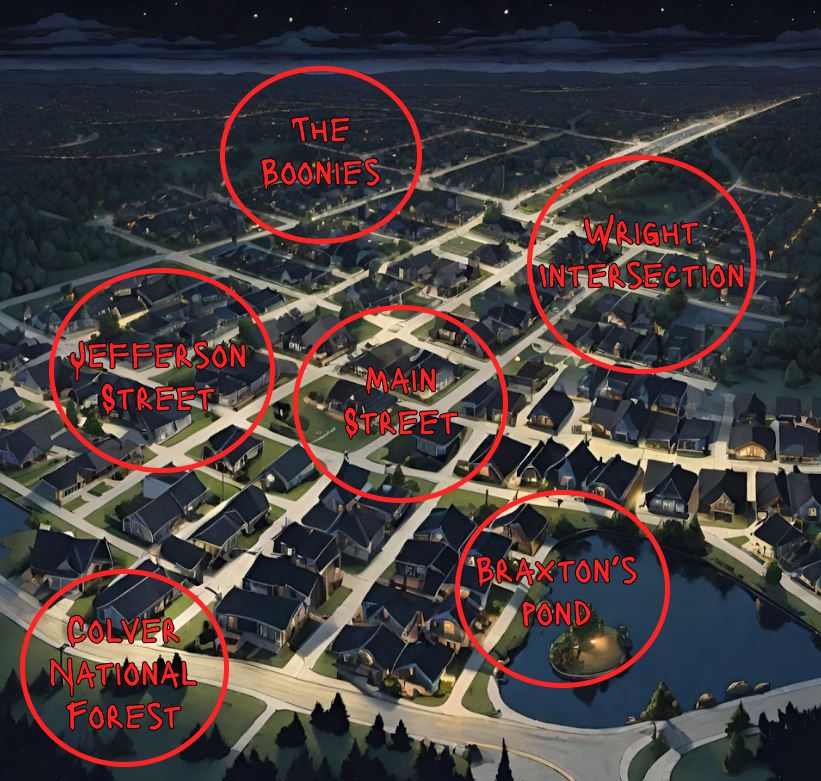 The
Boonies
Wright
Intersection
Jefferson
Street
Main
Street
Braxton's
Pond
Colver
National
Forest